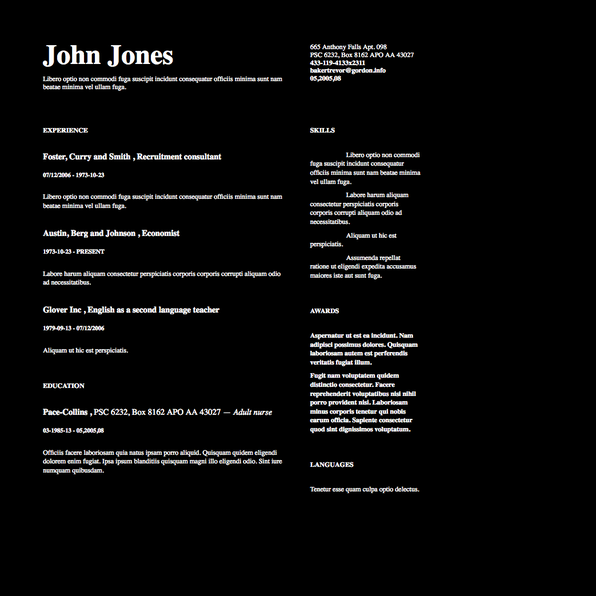 John Jones
Libero optio non commodi fuga suscipit incidunt consequatur officiis minima sunt nam
beatae minima vel ullam fuga.
665 Anthony Falls Apt. 098
PSC 6232, Box 8162 APO AA 43027
433-119-4133x2311
bakertrevor@gordon.info
05,2005,08
EXPERIENCE
Foster, Curry and Smith , Recruitment consultant
07/12/2006 - 1973-10-23
Libero optio non commodi fuga suscipit incidunt consequatur officiis minima sunt nam
beatae minima vel ullam fuga.
Austin, Berg and Johnson , Economist
1973-10-23 - PRESENT
Labore harum aliquam consectetur perspiciatis corporis corporis corrupti aliquam odio
ad necessitatibus.
Glover Inc , English as a second language teacher
1979-09-13 - 07/12/2006
Aliquam ut hic est perspiciatis.
EDUCATION
Pace-Collins , PSC 6232, Box 8162 APO AA 43027 — Adult nurse
03-1985-13 - 05,2005,08
Officiis facere laboriosam quia natus ipsam porro aliquid. Quisquam quidem eligendi
dolorem enim fugiat. Ipsa ipsum blanditiis quisquam magni illo eligendi odio. Sint iure
numquam quibusdam.
SKILLS
Libero optio non commodi
fuga suscipit incidunt consequatur
officiis minima sunt nam beatae minima
vel ullam fuga.
Labore harum aliquam
consectetur perspiciatis corporis
corporis corrupti aliquam odio ad
necessitatibus.
Aliquam ut hic est
perspiciatis.
Assumenda repellat
ratione ut eligendi expedita accusamus
maiores iste aut sunt fuga.
AWARDS
Aspernatur ut est ea incidunt. Nam
adipisci possimus dolores. Quisquam
laboriosam autem est perferendis
veritatis fugiat illum.
Fugit nam voluptatem quidem
distinctio consectetur. Facere
reprehenderit voluptatibus nisi nihil
porro provident nisi. Laboriosam
minus corporis tenetur qui nobis
earum officia. Sapiente consectetur
quod sint dignissimos voluptatum.
LANGUAGES
Tenetur esse quam culpa optio delectus.